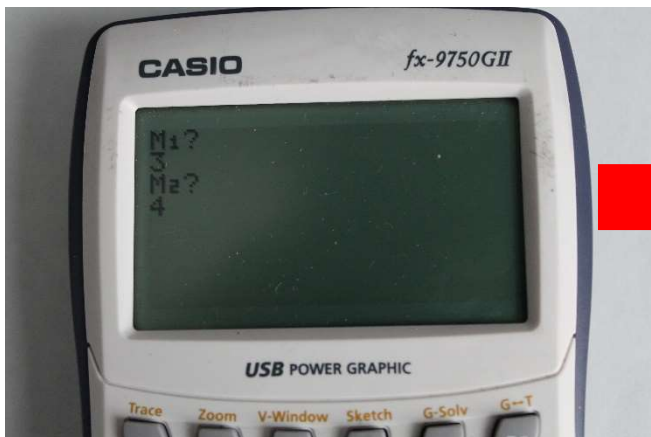 CASIO fx-9750GII
M1?
3
M2?
4
USB POWER GRAPHIC
Trace Zoom V-Window Sketch G-Solv G↔T